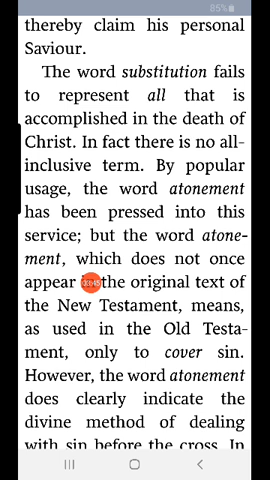 85%
thereby claim his personal
Saviour.
The word substitution fails
to represent all that is
accomplished in the death of
Christ. In fact there is no all-
inclusive term. By popular
usage, the word atonement
has been pressed into this
service; but the word atone-
ment, which does not once
appear the original text of
the New Testament, means,
as used in the Old Testa-
ment, only to cover sin.
However, the word atonement
does clearly indicate the
divine method of dealing
with sin before the cross. In